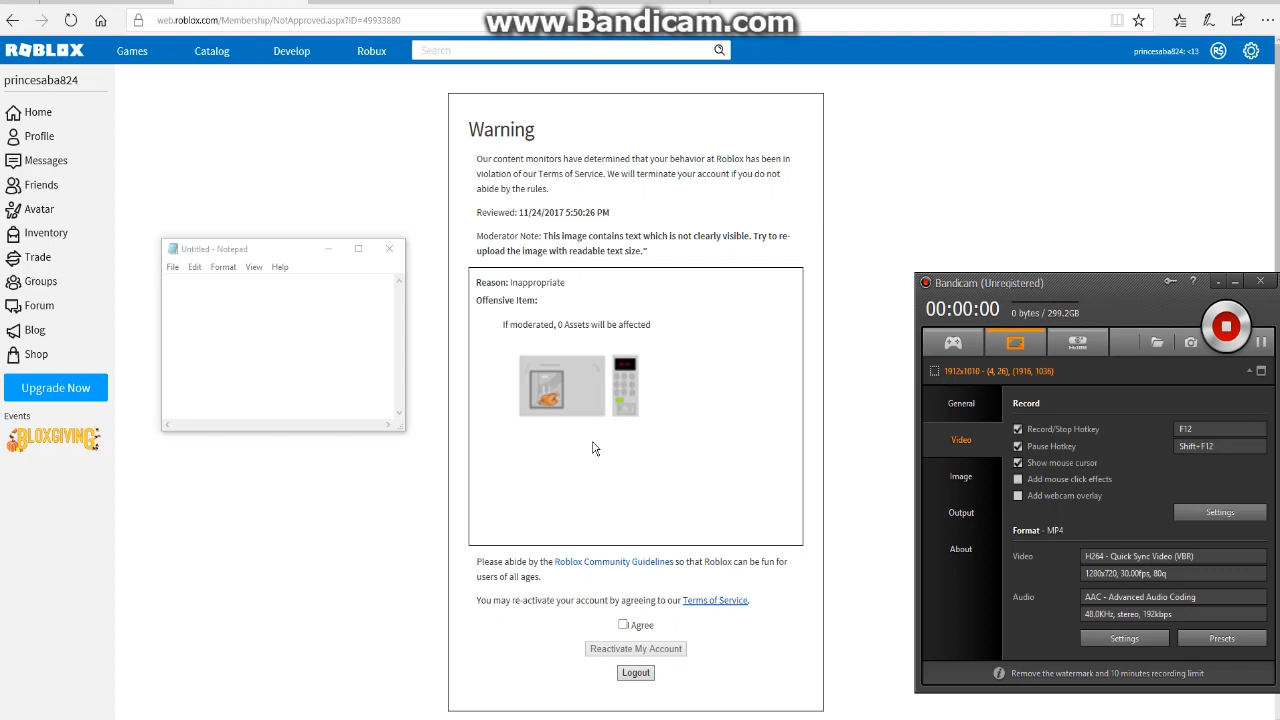 www.Bandicam.com
web.roblox.com/Membership/NotApproved.aspx?ID=49933880
ROBLOX
Games
Catalog
Develop
Robux
Search
princesaba824: <13
R$
princesaba824
Home
Profile
Messages
Friends
Avatar
Inventory
Trade
Groups
Forum
Blog
Shop
Upgrade Now
Events
BLOXGIVING
Untitled - Notepad
File Edit Format View Help
Warning
Our content monitors have determined that your behavior at Roblox has been in
violation of our Terms of Service. We will terminate your account if you do not
abide by the rules.
Reviewed: 11/24/2017 5:50:26 PM
Moderator Note: This image contains text which is not clearly visible. Try to re-
upload the image with readable text size."
Reason: Inappropriate
Offensive Item:
If moderated, 0 Assets will be affected
Please abide by the Roblox Community Guidelines so that Roblox can be fun for
users of all ages.
You may re-activate your account by agreeing to our Terms of Service.
I Agree
Reactivate My Account
Logout
Bandicam (Unregistered)
00:00:00
0 bytes / 299.2GB
1912x1010 - (4, 26), (1916, 1036)
General
Video
Image
Output
About
Record
Record/Stop Hotkey F12
Pause Hotkey Shift+F12
Show mouse cursor
Add mouse click effects
Add webcam overlay
Settings
Format - MP4
Video H264 - Quick Sync Video (VBR)
1280x720, 30.00fps, 80q
Audio AAC - Advanced Audio Coding
48.0KHz, stereo, 192kbps
Settings Presets
Remove the watermark and 10 minutes recording limit